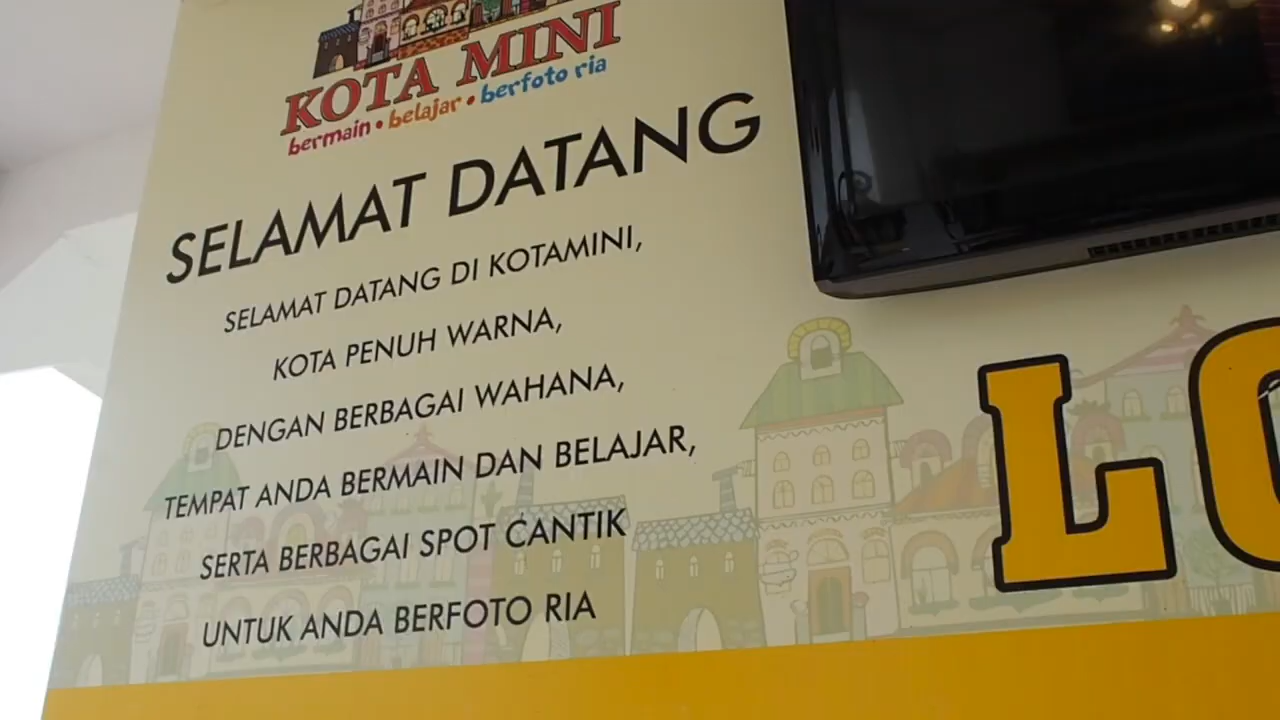 KOTA MINI
bermain • belajar • berfoto ria
SELAMAT DATANG
SELAMAT DATANG DI KOTAMINI,
KOTA PENUH WARNA,
DENGAN BERBAGAI WAHANA,
TEMPAT ANDA BERMAIN DAN BELAJAR,
SERTA BERBAGAI SPOT CANTIK
UNTUK ANDA BERFOTO RIA